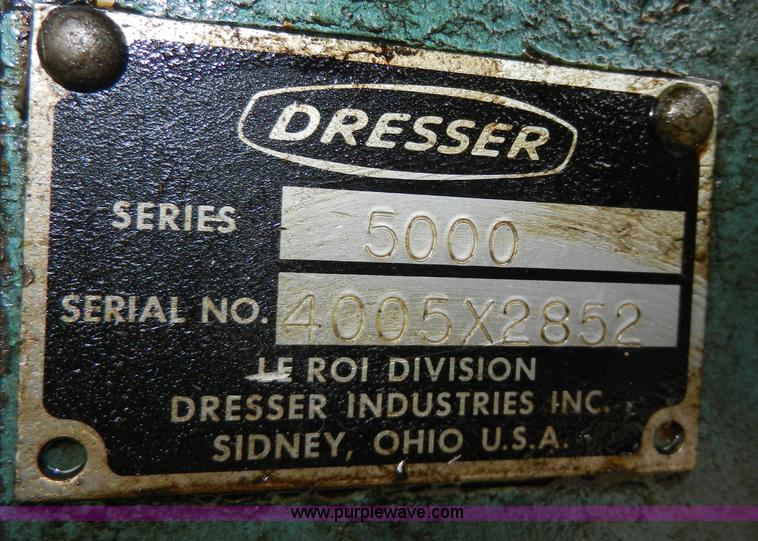 DRESSER
SERIES 5000
SERIAL NO. 4005X2852
LE ROI DIVISION
DRESSER INDUSTRIES INC.
SIDNEY, OHIO U.S.A.
www.purplewave.com